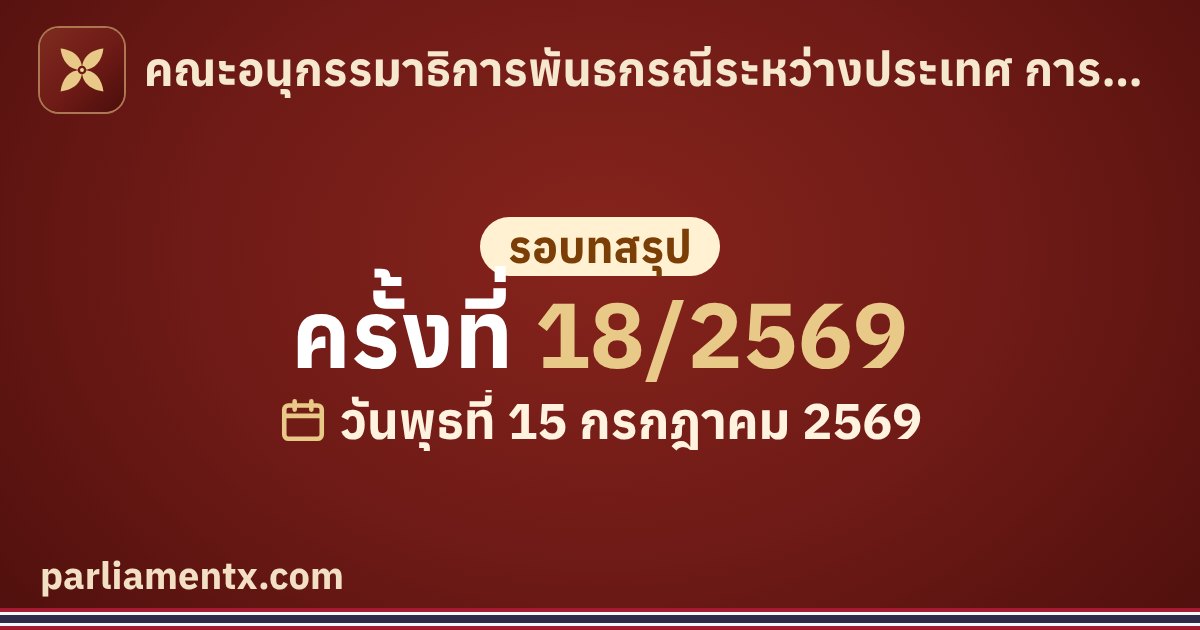 คณะอนุกรรมาธิการพันธกรณีระหว่างประเทศ การ...
รอบทสรุป
ครั้งที่ 18/2569
วันพุธที่ 15 กรกฎาคม 2569
parliamentx.com